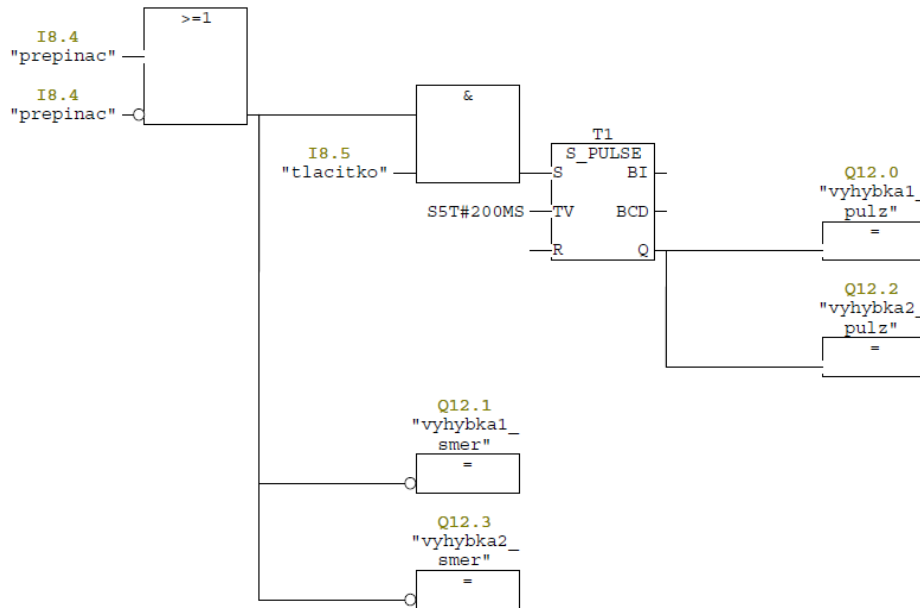 >=1
I8.4
"prepinac"
I8.4
"prepinac"
&
I8.5
"tlacitko"
T1
S_PULSE
S BI
S5T#200MS TV BCD
R Q
Q12.0
"vyhybka1_
pulz"
=
Q12.2
"vyhybka2_
pulz"
=
Q12.1
"vyhybka1_
smer"
=
Q12.3
"vyhybka2_
smer"
=